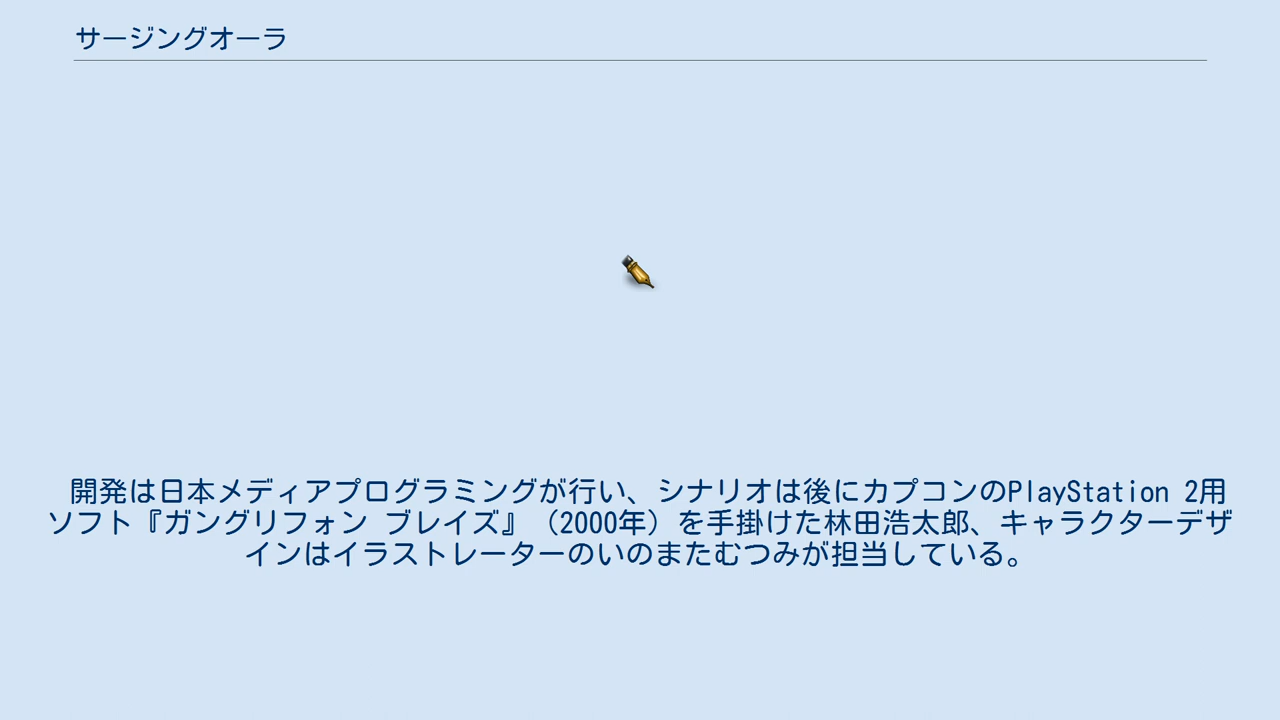 サージングオーラ
開発は日本メディアプログラミングが行い、シナリオは後にカプコンのPlayStation 2用
ソフト『ガングリフォン ブレイズ』（2000年）を手掛けた林田浩太郎、キャラクターデザ
インはイラストレーターのいのまたむつみが担当している。